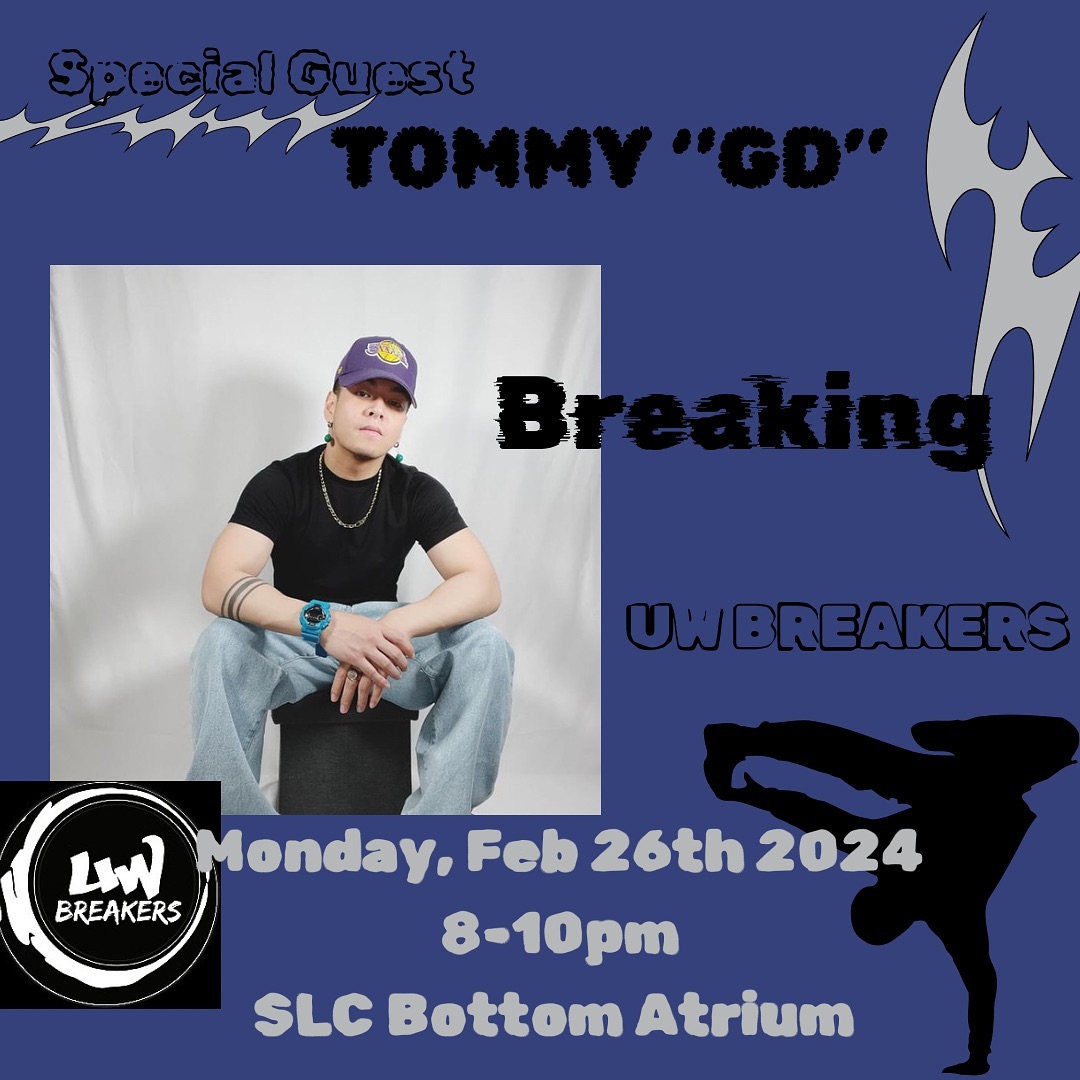 Special Guest
TOMMY "GD"
Breaking
UW BREAKERS
UW
BREAKERS
Monday, Feb 26th 2024
8-10pm
SLC Bottom Atrium